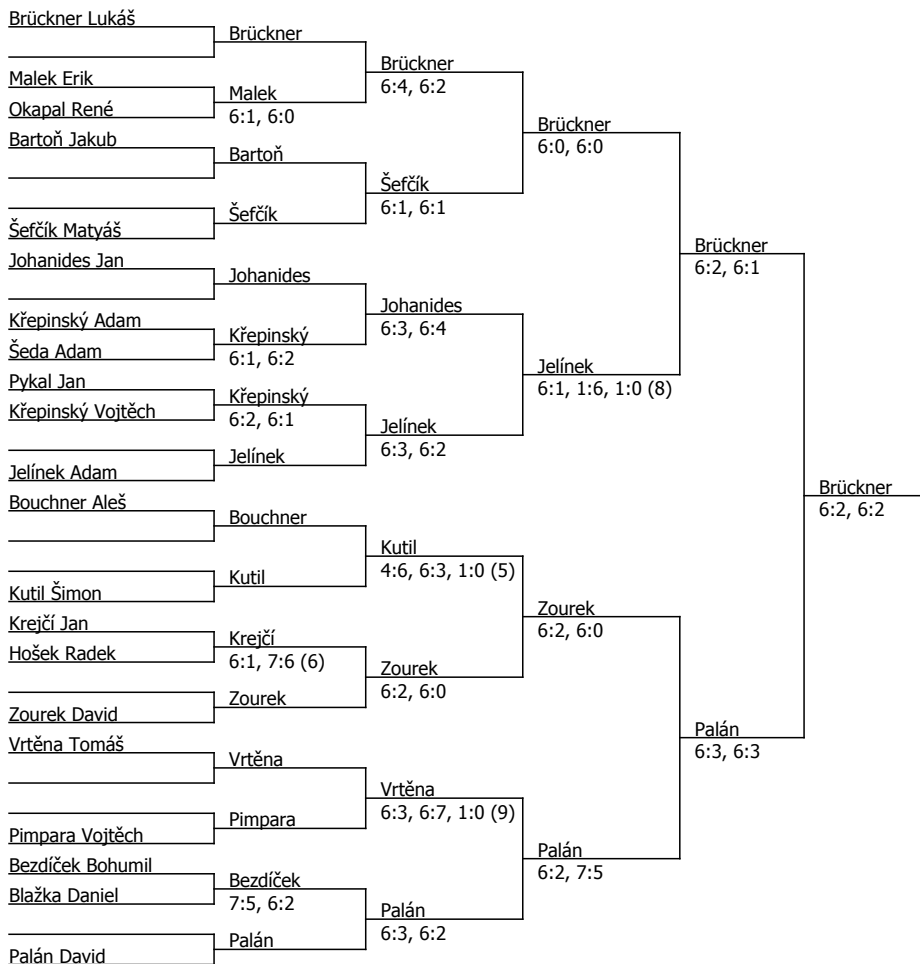 Brückner Lukáš
Brückner
Brückner
6:4, 6:2
Malek Erik
Malek
6:1, 6:0
Okapal René
Brückner
6:0, 6:0
Bartoň Jakub
Bartoň
Šefčík
6:1, 6:1
Šefčík
Šefčík Matyáš
Brückner
6:2, 6:1
Johanides Jan
Johanides
Johanides
6:3, 6:4
Křepinský Adam
Křepinský
6:1, 6:2
Šeda Adam
Jelínek
6:1, 1:6, 1:0 (8)
Pykal Jan
Křepinský
6:2, 6:1
Křepinský Vojtěch
Jelínek
6:3, 6:2
Jelínek
Jelínek Adam
Brückner
6:2, 6:2
Bouchner Aleš
Bouchner
Kutil
4:6, 6:3, 1:0 (5)
Kutil
Kutil Šimon
Zourek
6:2, 6:0
Krejčí Jan
Krejčí
6:1, 7:6 (6)
Hošek Radek
Zourek
6:2, 6:0
Zourek
Zourek David
Palán
6:3, 6:3
Vrtěna Tomáš
Vrtěna
Vrtěna
6:3, 6:7, 1:0 (9)
Pimpara
Pimpara Vojtěch
Palán
6:2, 7:5
Bezdíček Bohumil
Bezdíček
7:5, 6:2
Blažka Daniel
Palán
6:3, 6:2
Palán
Palán David